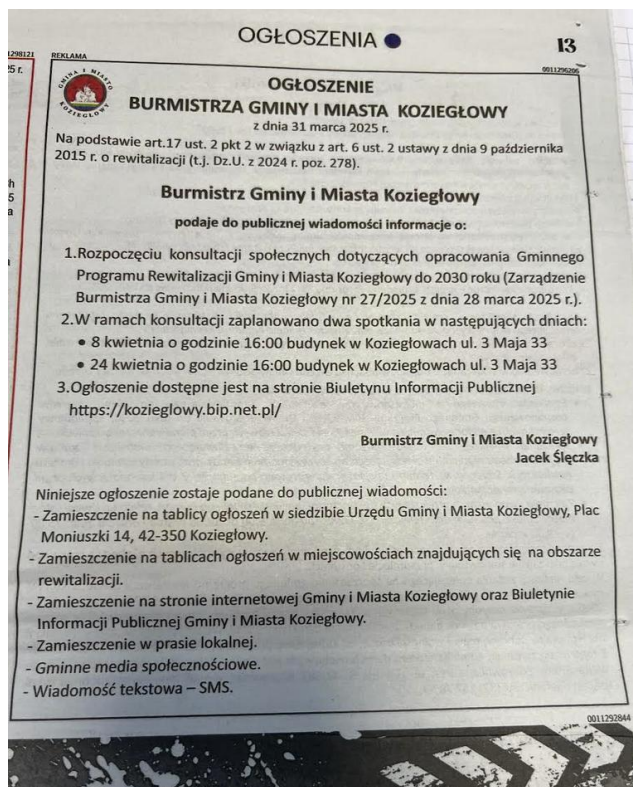 OGŁOSZENIA
13
1298121
25 r.
h
5
a
REKLAMA
0011296206
GMINA I MIASTO
KOZIEGŁOWY
OGŁOSZENIE
BURMISTRZA GMINY I MIASTA KOZIEGŁOWY
z dnia 31 marca 2025 r.
Na podstawie art.17 ust. 2 pkt 2 w związku z art. 6 ust. 2 ustawy z dnia 9 października
2015 r. o rewitalizacji (t.j. Dz.U. z 2024 r. poz. 278).
Burmistrz Gminy i Miasta Koziegłowy
podaje do publicznej wiadomości informacje o:
1.Rozpoczęciu konsultacji społecznych dotyczących opracowania Gminnego
Programu Rewitalizacji Gminy i Miasta Koziegłowy do 2030 roku (Zarządzenie
Burmistrza Gminy i Miasta Koziegłowy nr 27/2025 z dnia 28 marca 2025 r.).
2.W ramach konsultacji zaplanowano dwa spotkania w następujących dniach:
• 8 kwietnia o godzinie 16:00 budynek w Koziegłowach ul. 3 Maja 33
• 24 kwietnia o godzinie 16:00 budynek w Koziegłowach ul. 3 Maja 33
3.Ogłoszenie dostępne jest na stronie Biuletynu Informacji Publicznej
https://kozieglowy.bip.net.pl/
Burmistrz Gminy i Miasta Koziegłowy
Jacek Ślęczka
Niniejsze ogłoszenie zostaje podane do publicznej wiadomości:
- Zamieszczenie na tablicy ogłoszeń w siedzibie Urzędu Gminy i Miasta Koziegłowy, Plac
Moniuszki 14, 42-350 Koziegłowy.
- Zamieszczenie na tablicach ogłoszeń w miejscowościach znajdujących się na obszarze
rewitalizacji.
- Zamieszczenie na stronie internetowej Gminy i Miasta Koziegłowy oraz Biuletynie
Informacji Publicznej Gminy i Miasta Koziegłowy.
- Zamieszczenie w prasie lokalnej.
- Gminne media społecznościowe.
- Wiadomość tekstowa – SMS.
0011292844